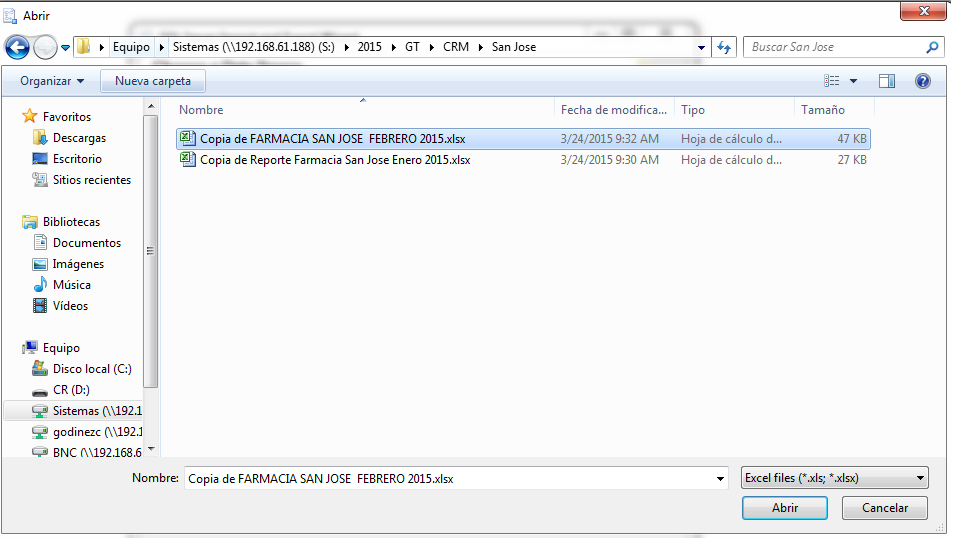 Abrir
Equipo Sistemas (\\192.168.61.188) (S:) 2015 GT CRM San Jose
Buscar San Jose
Organizar Nueva carpeta
Favoritos
Descargas
Escritorio
Sitios recientes
Bibliotecas
Documentos
Imágenes
Música
Vídeos
Equipo
Disco local (C:)
CR (D:)
Sistemas (\\192.1
godinezc (\\192.1
BNC (\\192.168.6
Nombre Fecha de modifica... Tipo Tamaño
Copia de FARMACIA SAN JOSE  FEBRERO 2015.xlsx 3/24/2015 9:32 AM Hoja de cálculo d... 47 KB
Copia de Reporte Farmacia San Jose Enero 2015.xlsx 3/24/2015 9:30 AM Hoja de cálculo d... 27 KB
Nombre: Copia de FARMACIA SAN JOSE  FEBRERO 2015.xlsx Excel files (*.xls; *.xlsx)
Abrir Cancelar